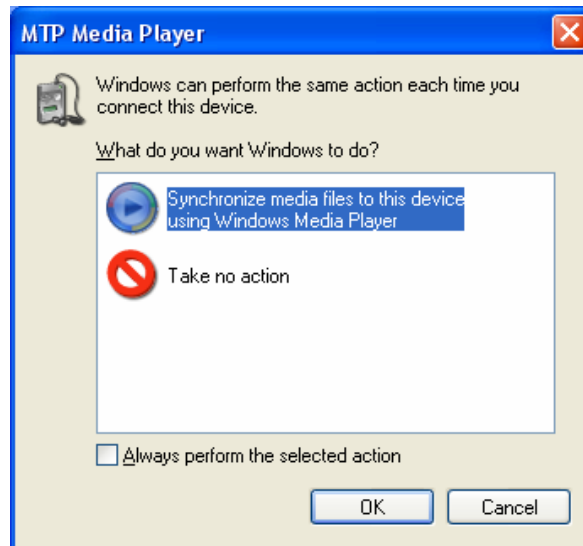 MTP Media Player
Windows can perform the same action each time you
connect this device.
What do you want Windows to do?
Synchronize media files to this device
using Windows Media Player
Take no action
Always perform the selected action
OK
Cancel